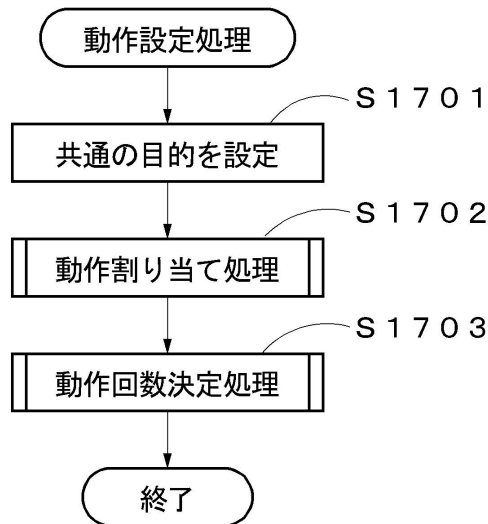 動作設定処理
S1701
共通の目的を設定
S1702
動作割り当て処理
S1703
動作回数決定処理
終了